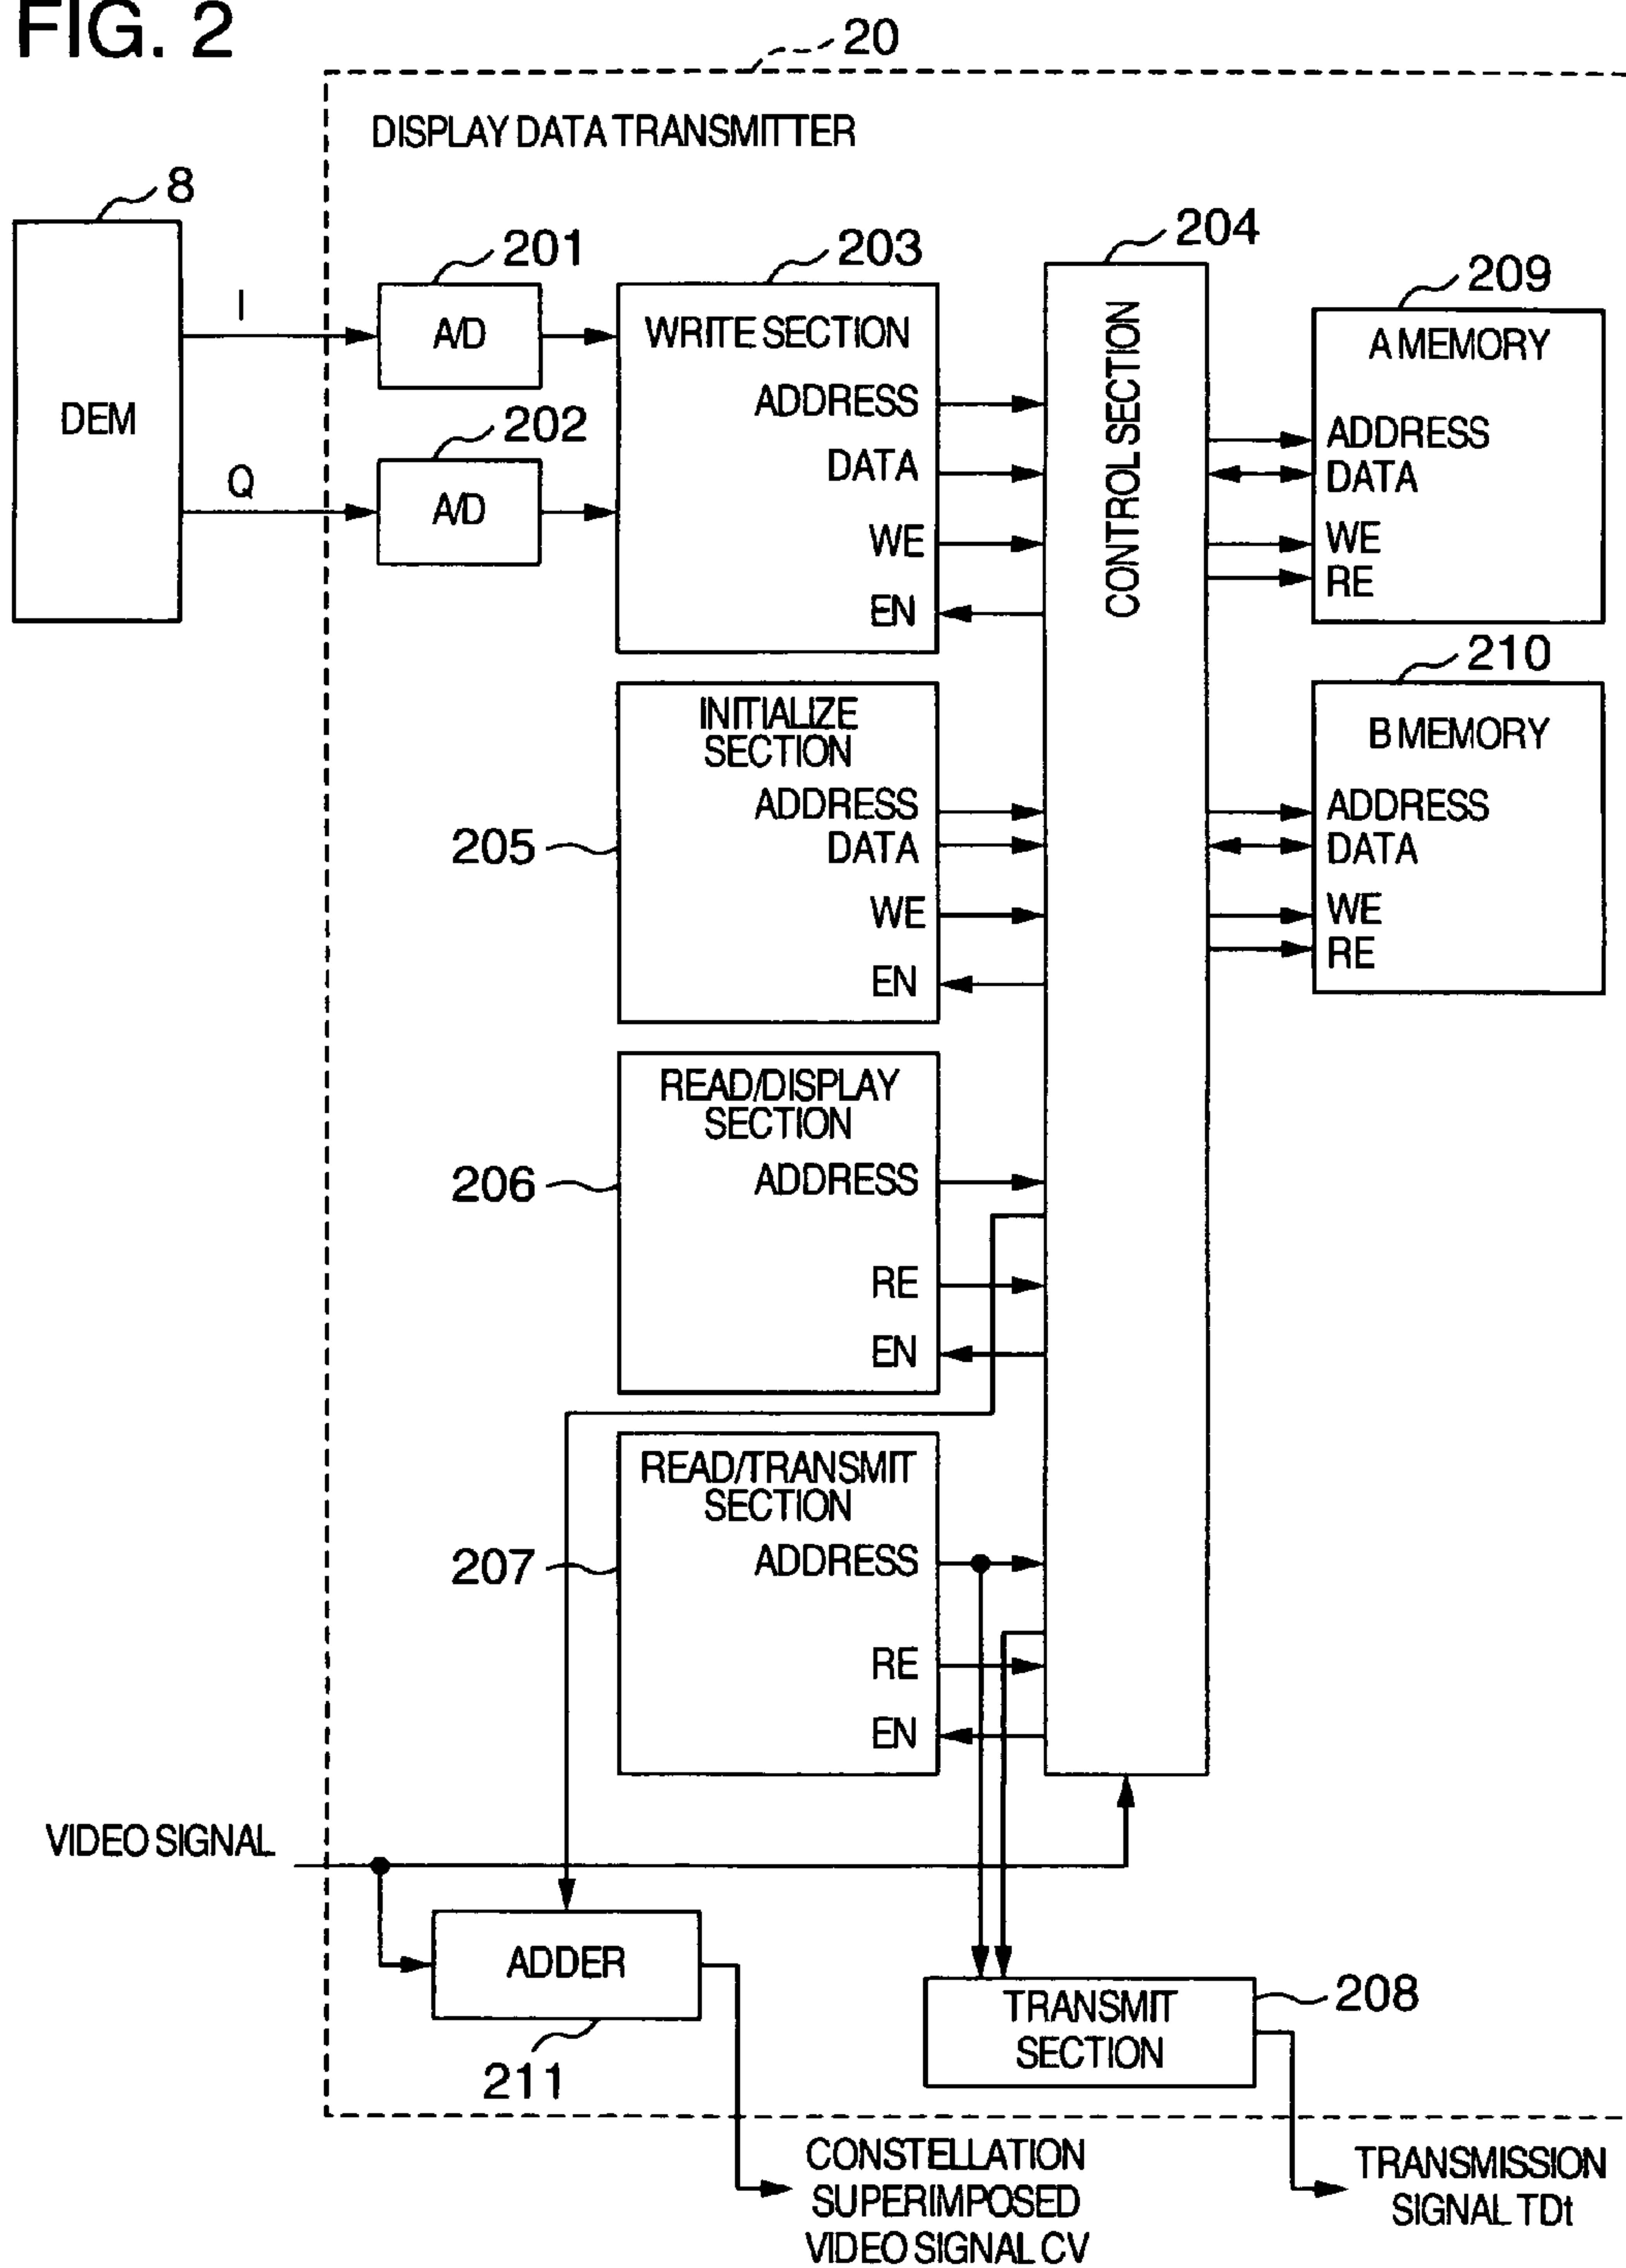 FIG. 2
20
DISPLAY DATA TRANSMITTER
8
DEM
I
Q
201
A/D
202
A/D
203
WRITE SECTION
ADDRESS
DATA
WE
EN
204
CONTROL SECTION
209
A MEMORY
ADDRESS
DATA
WE
RE
210
B MEMORY
ADDRESS
DATA
WE
RE
INITIALIZE
SECTION
ADDRESS
205
DATA
WE
EN
READ/DISPLAY
SECTION
206
ADDRESS
RE
EN
READ/TRANSMIT
SECTION
207
ADDRESS
RE
EN
VIDEO SIGNAL
ADDER
211
TRANSMIT
SECTION
208
CONSTELLATION
SUPERIMPOSED
VIDEO SIGNAL CV
TRANSMISSION
SIGNAL TDt